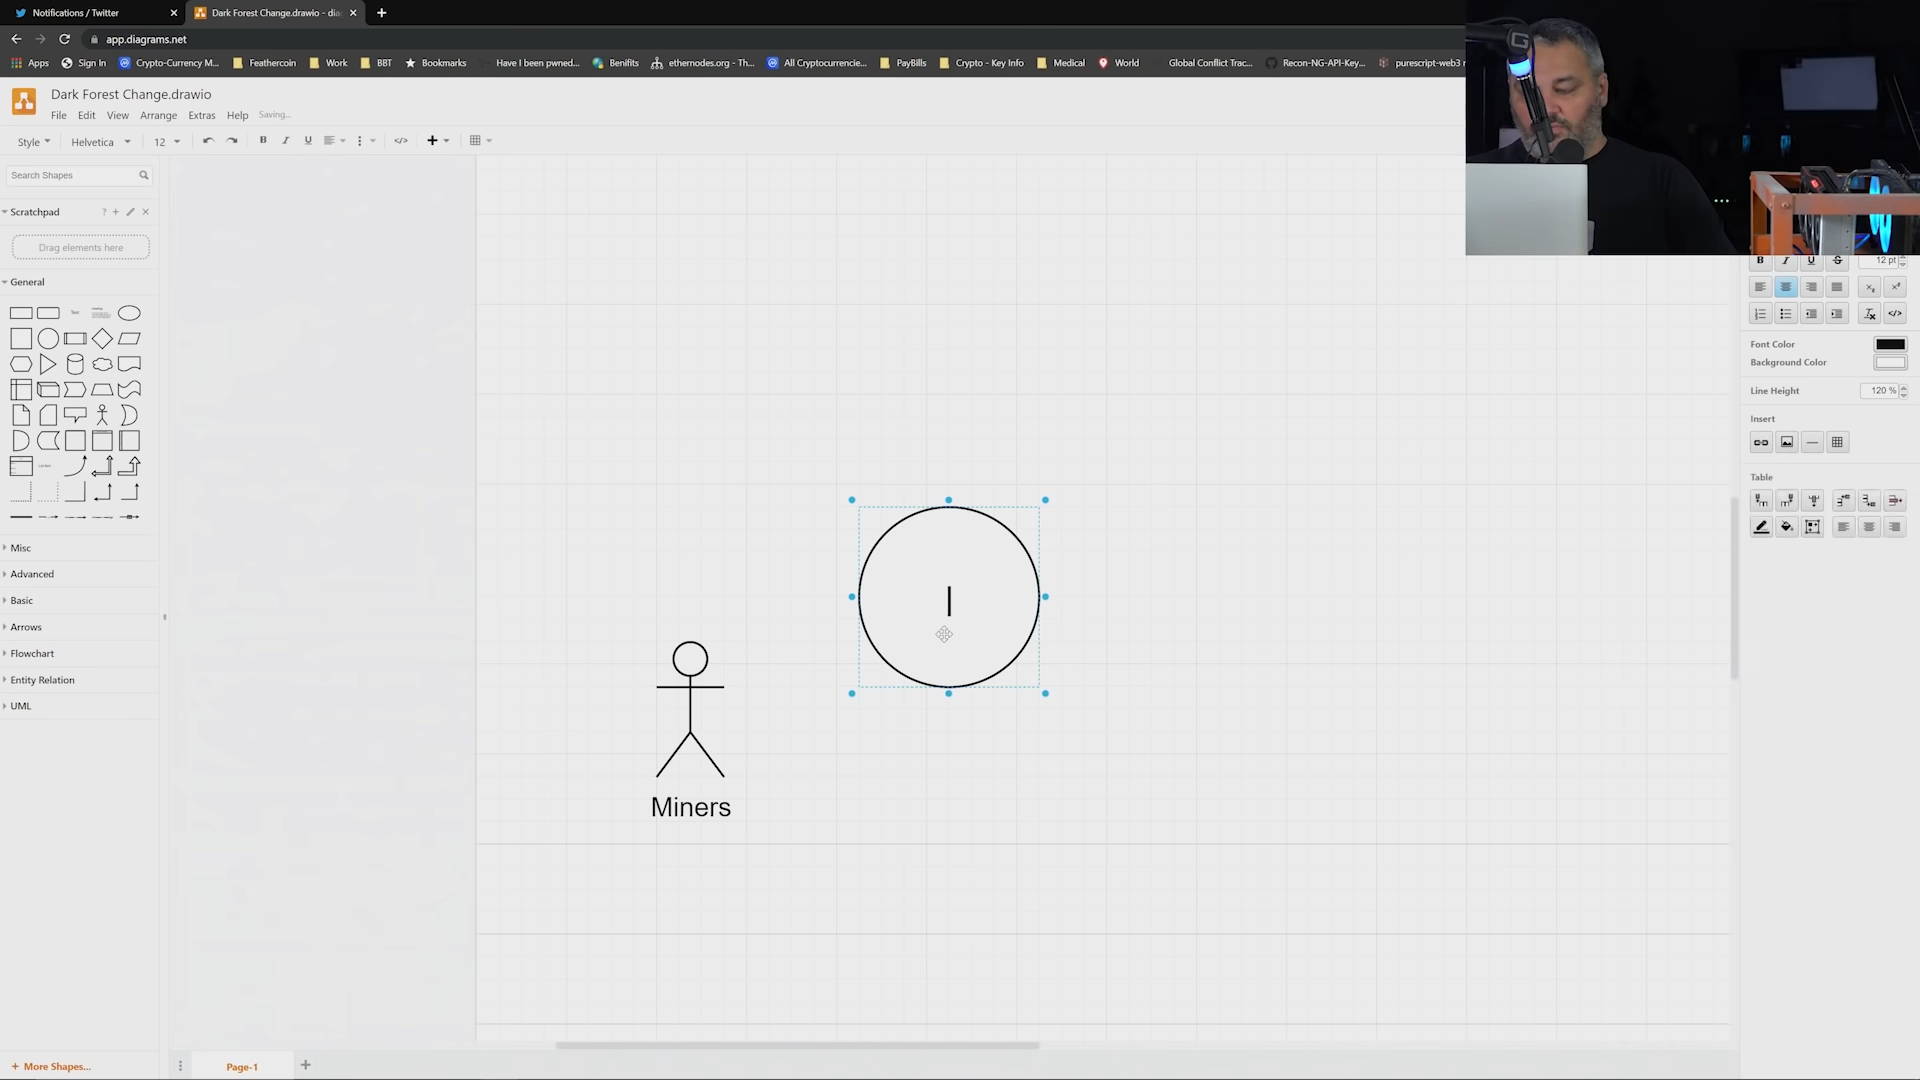 Notifications / Twitter
Dark Forest Change.drawio - dia
app.diagrams.net
Apps
Sign In
Crypto-Currency M...
Feathercoin
Work
BBT
Bookmarks
Have I been pwned...
Benifits
ethernodes.org - Th...
All Cryptocurrencie...
PayBills
Crypto - Key Info
Medical
World
Global Conflict Trac...
Recon-NG-API-Key...
purescript-web3
Dark Forest Change.drawio
File Edit View Arrange Extras Help Saving...
Style Helvetica 12 B I U
Search Shapes
Scratchpad
Drag elements here
General
Text
Misc
Advanced
Basic
Arrows
Flowchart
Entity Relation
UML
+ More Shapes...
Miners
Page-1
B I U S 12 pt
Font Color
Background Color
Line Height 120 %
Insert
Table